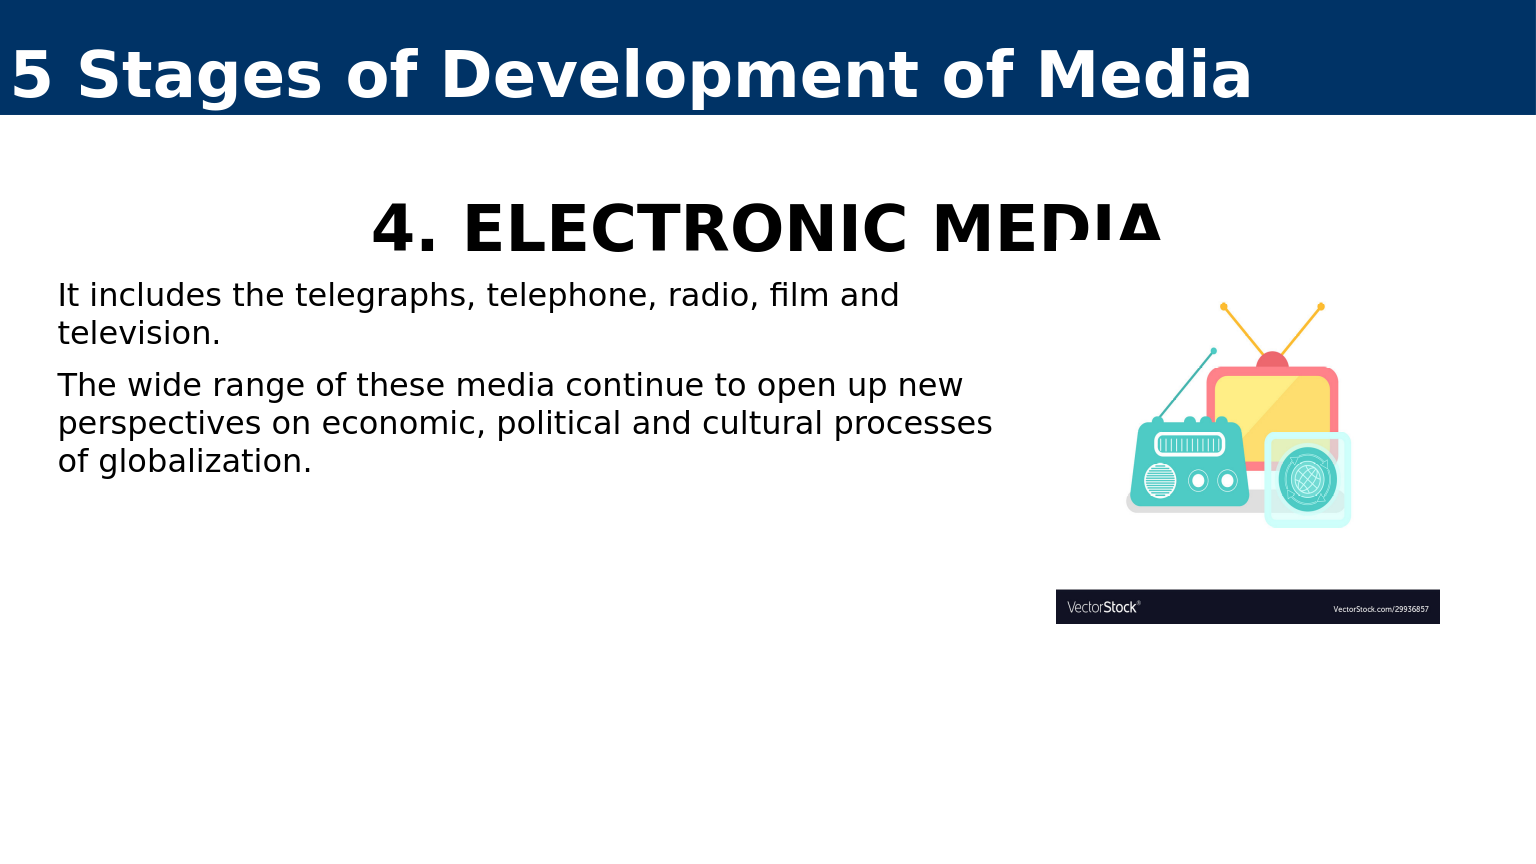 5 Stages of Development of Media
4. ELECTRONIC MEDIA
It includes the telegraphs, telephone, radio, film and
television.
The wide range of these media continue to open up new
perspectives on economic, political and cultural processes
of globalization.
VectorStock®
VectorStock.com/29936857